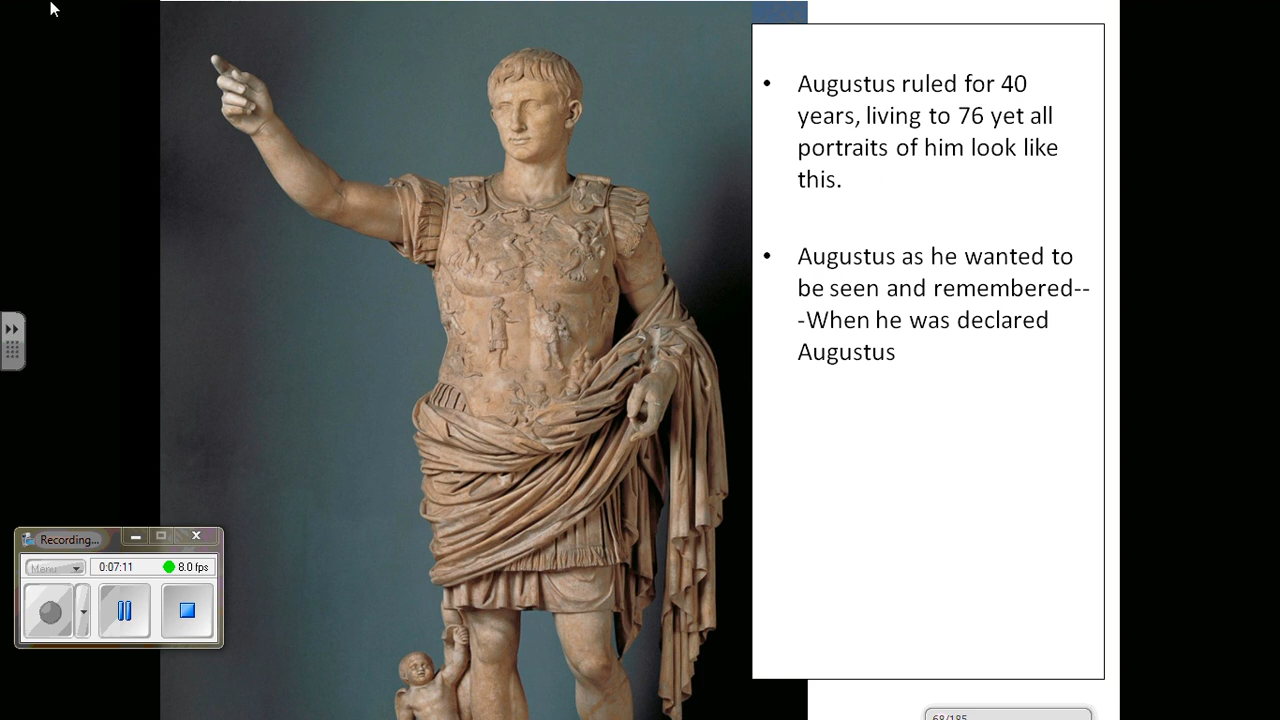 • Augustus ruled for 40
years, living to 76 yet all
portraits of him look like
this.
• Augustus as he wanted to
be seen and remembered--
-When he was declared
Augustus
Recording...
Menu 0:07:11 8.0 fps
68/185